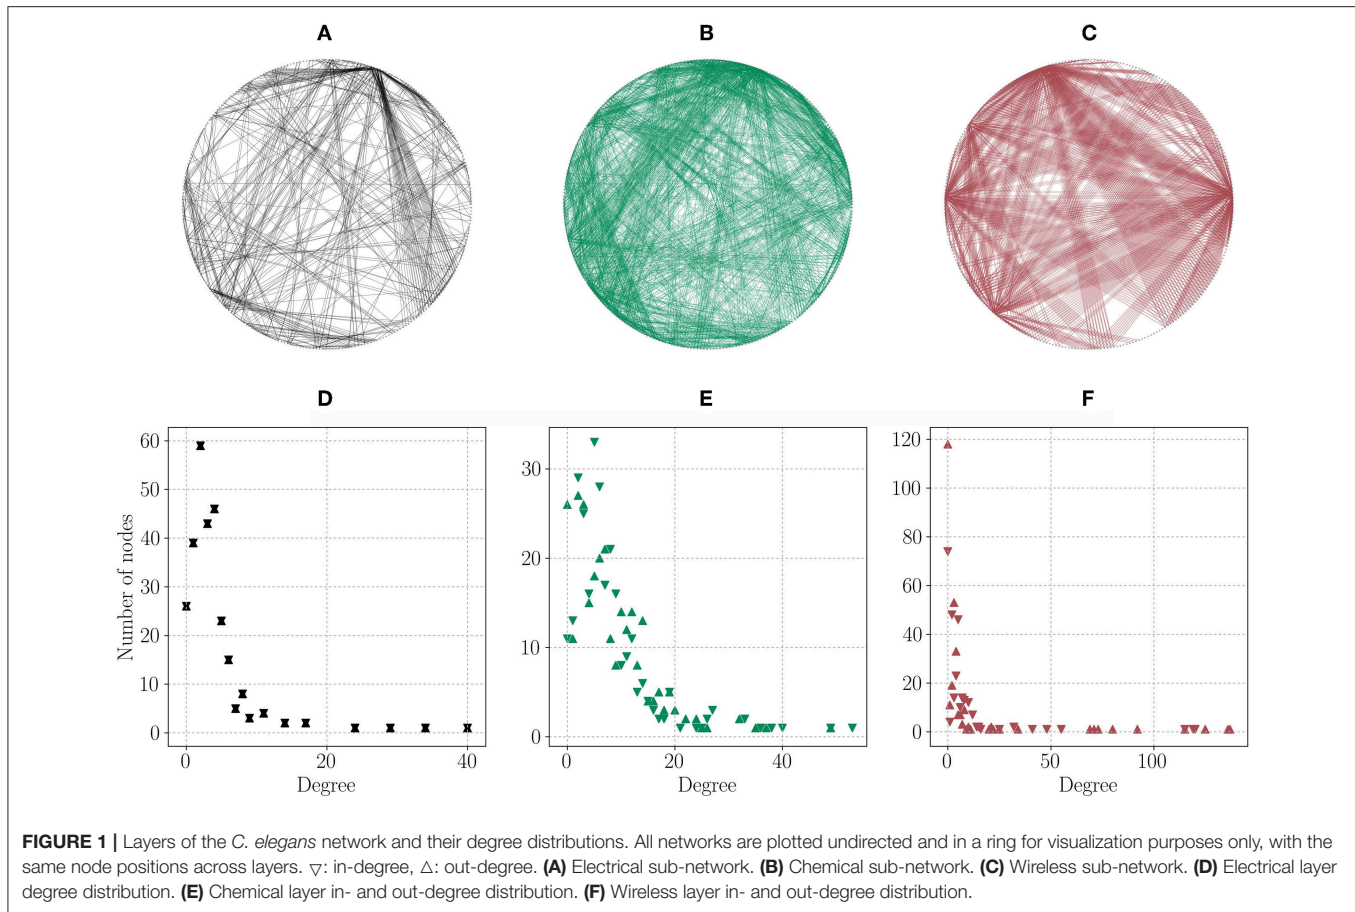 A
B
C
D
E
F
60
50
40
30
20
10
0
Number of nodes
0
20
40
Degree
30
20
10
0
0
20
40
Degree
120
100
80
60
40
20
0
0
50
100
Degree
FIGURE 1 | Layers of the C. elegans network and their degree distributions. All networks are plotted undirected and in a ring for visualization purposes only, with the
same node positions across layers. ▽: in-degree, △: out-degree. (A) Electrical sub-network. (B) Chemical sub-network. (C) Wireless sub-network. (D) Electrical layer
degree distribution. (E) Chemical layer in- and out-degree distribution. (F) Wireless layer in- and out-degree distribution.